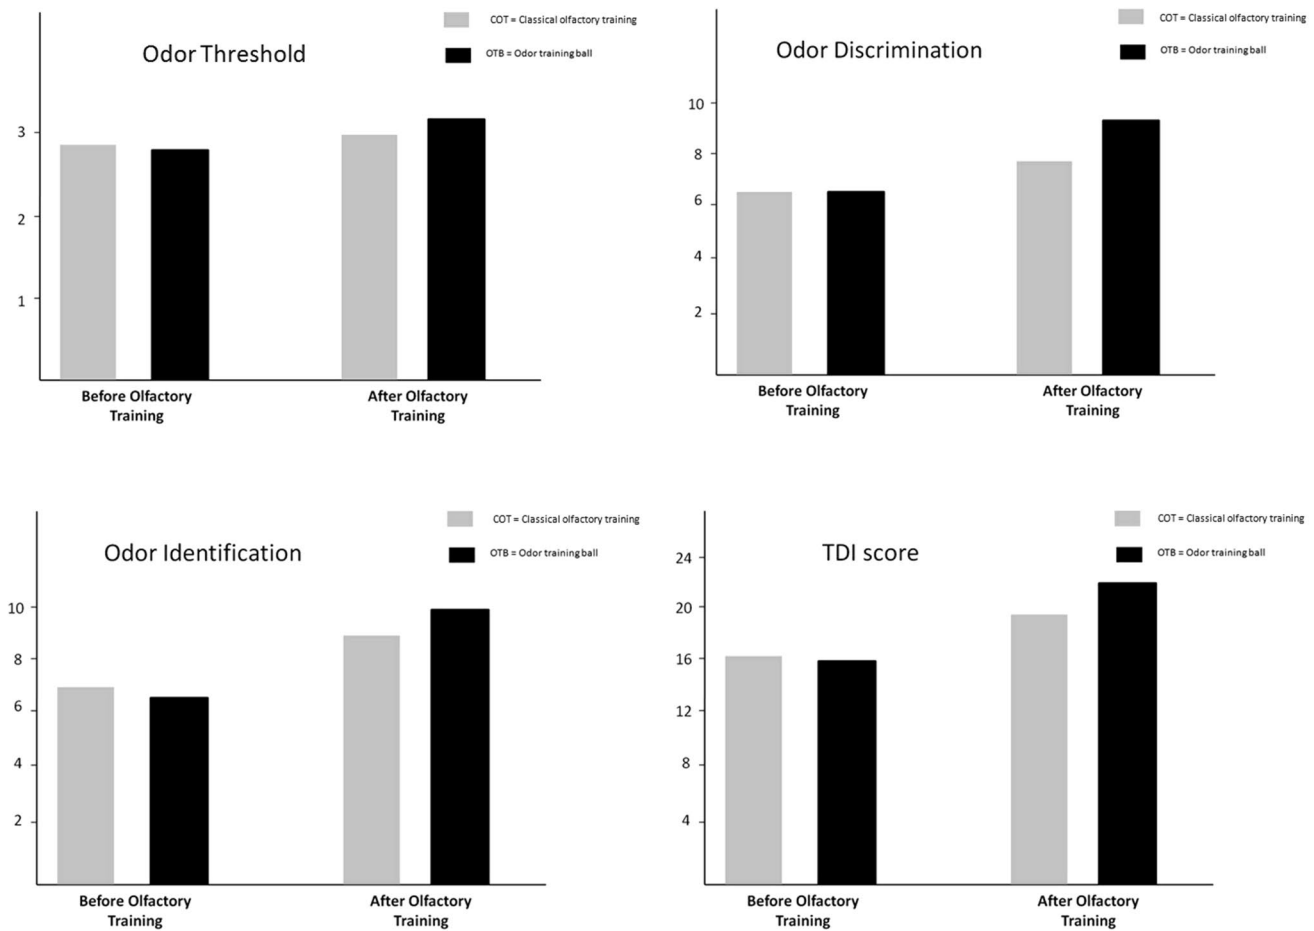 COT = Classical olfactory training
Odor Threshold
OTB = Odor training ball
3
2
1
Before Olfactory
Training
After Olfactory
Training
COT = Classical olfactory training
Odor Discrimination
OTB = Odor training ball
10
8
6
4
2
Before Olfactory
Training
After Olfactory
Training
COT = Classical olfactory training
Odor Identification
OTB = Odor training ball
10
8
6
4
2
Before Olfactory
Training
After Olfactory
Training
COT = Classical olfactory training
TDI score
OTB = Odor training ball
24
20
16
12
8
4
Before Olfactory
Training
After Olfactory
Training